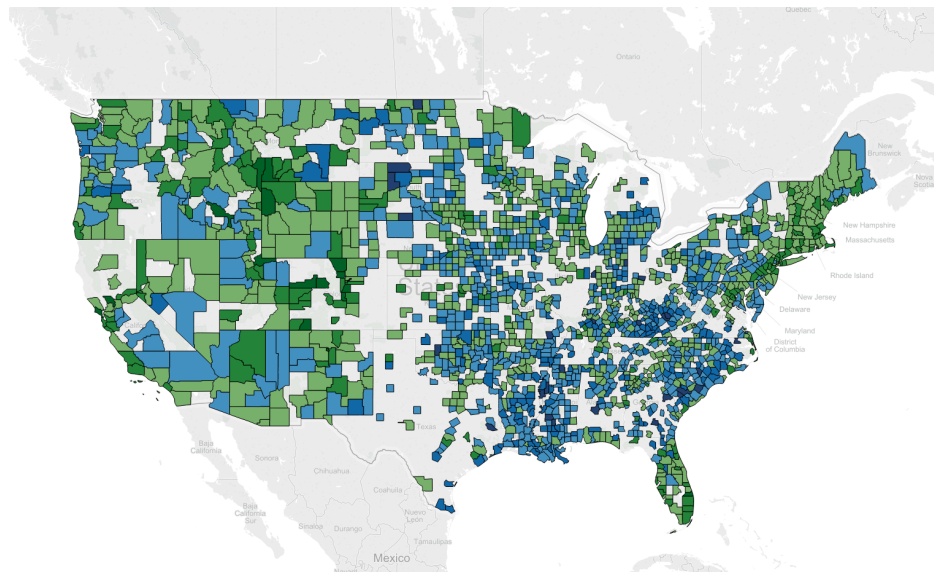 Quebec
Ontario
New
Brunswick
Nova
Scotia
New Hampshire
Massachusetts
Rhode Island
New Jersey
Delaware
Maryland
District
of Columbia
Texas
Baja
California
Sonora
Chihuahua
Coahuila
Baja
California
Sur
Sinaloa
Durango
Nuevo
Leon
Tamaulipas
Mexico